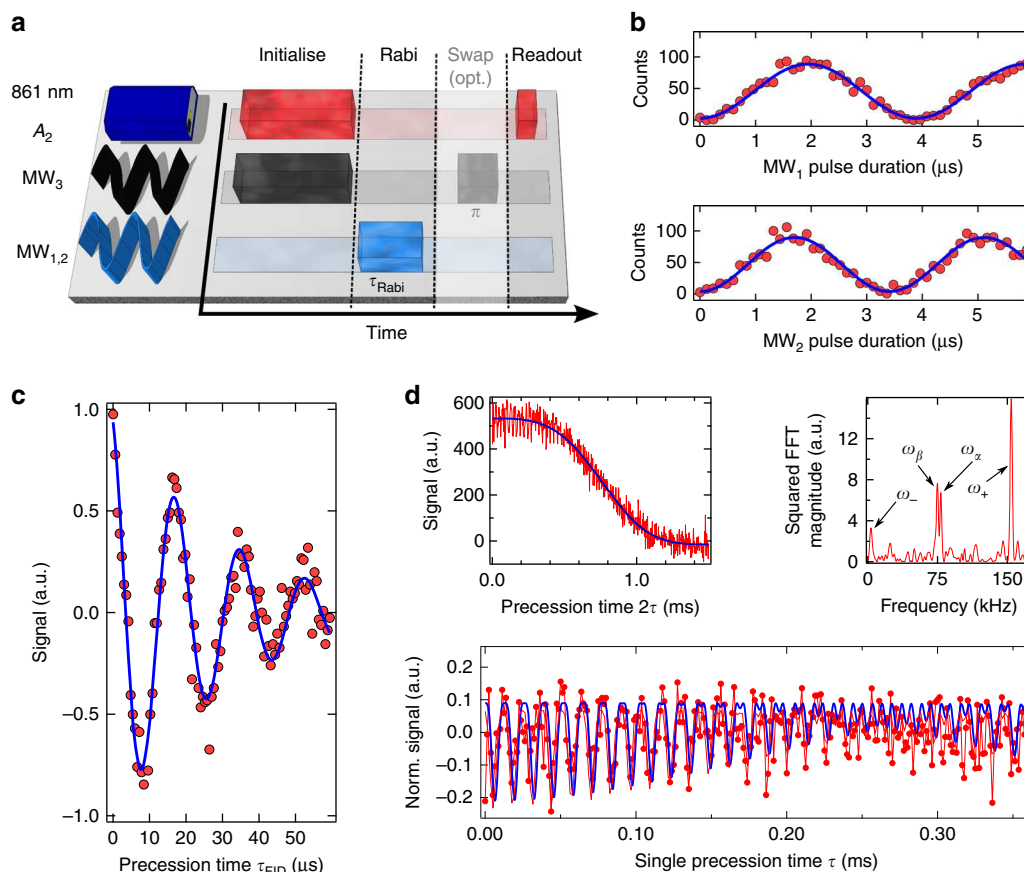 a
Initialise
Rabi
Swap
(opt.)
Readout
861 nm
A2
MW3
π
MW1,2
τRabi
Time
b
Counts
100
50
0
0 1 2 3 4 5
MW1 pulse duration (μs)
Counts
100
50
0
0 1 2 3 4 5
MW2 pulse duration (μs)
c
Signal (a.u.)
1.0
0.5
0.0
−0.5
−1.0
0 10 20 30 40 50
Precession time τFID (μs)
d
Signal (a.u.)
600
400
200
0
0.0 1.0
Precession time 2τ (ms)
Squared FFT
magnitude (a.u.)
12
8
4
0
ω−
ωβ
ωα
ω+
0 75 150
Frequency (kHz)
Norm. signal (a.u.)
0.2
0.1
0.0
−0.1
−0.2
0.00 0.10 0.20 0.30
Single precession time τ (ms)